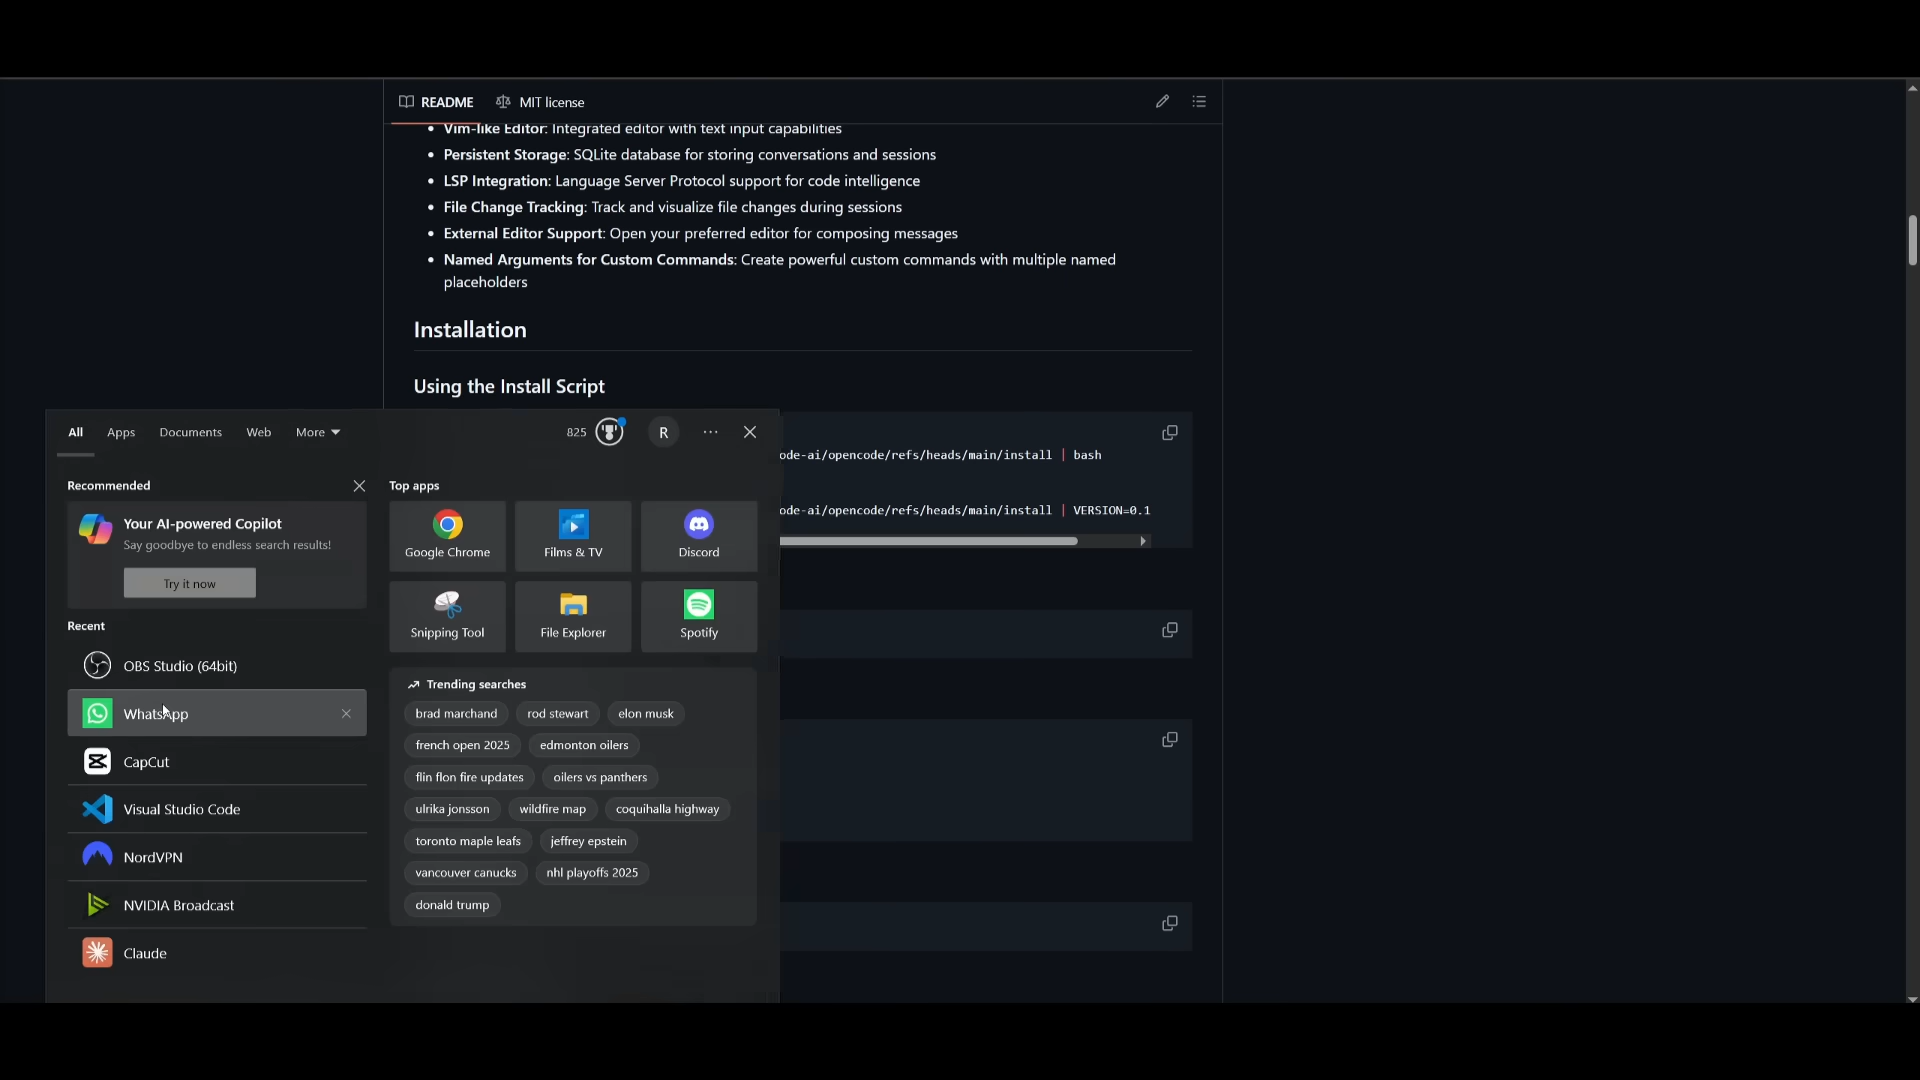 README
MIT license
Vim-like Editor: Integrated editor with text input capabilities
Persistent Storage: SQLite database for storing conversations and sessions
LSP Integration: Language Server Protocol support for code intelligence
File Change Tracking: Track and visualize file changes during sessions
External Editor Support: Open your preferred editor for composing messages
Named Arguments for Custom Commands: Create powerful custom commands with multiple named
placeholders
Installation
Using the Install Script
ode-ai/opencode/refs/heads/main/install | bash
ode-ai/opencode/refs/heads/main/install | VERSION=0.1
All
Apps
Documents
Web
More
825
R
Recommended
Your AI-powered Copilot
Say goodbye to endless search results!
Try it now
Recent
OBS Studio (64bit)
WhatsApp
CapCut
Visual Studio Code
NordVPN
NVIDIA Broadcast
Claude
Top apps
Google Chrome
Films & TV
Discord
Snipping Tool
File Explorer
Spotify
Trending searches
brad marchand
rod stewart
elon musk
french open 2025
edmonton oilers
flin flon fire updates
oilers vs panthers
ulrika jonsson
wildfire map
coquihalla highway
toronto maple leafs
jeffrey epstein
vancouver canucks
nhl playoffs 2025
donald trump